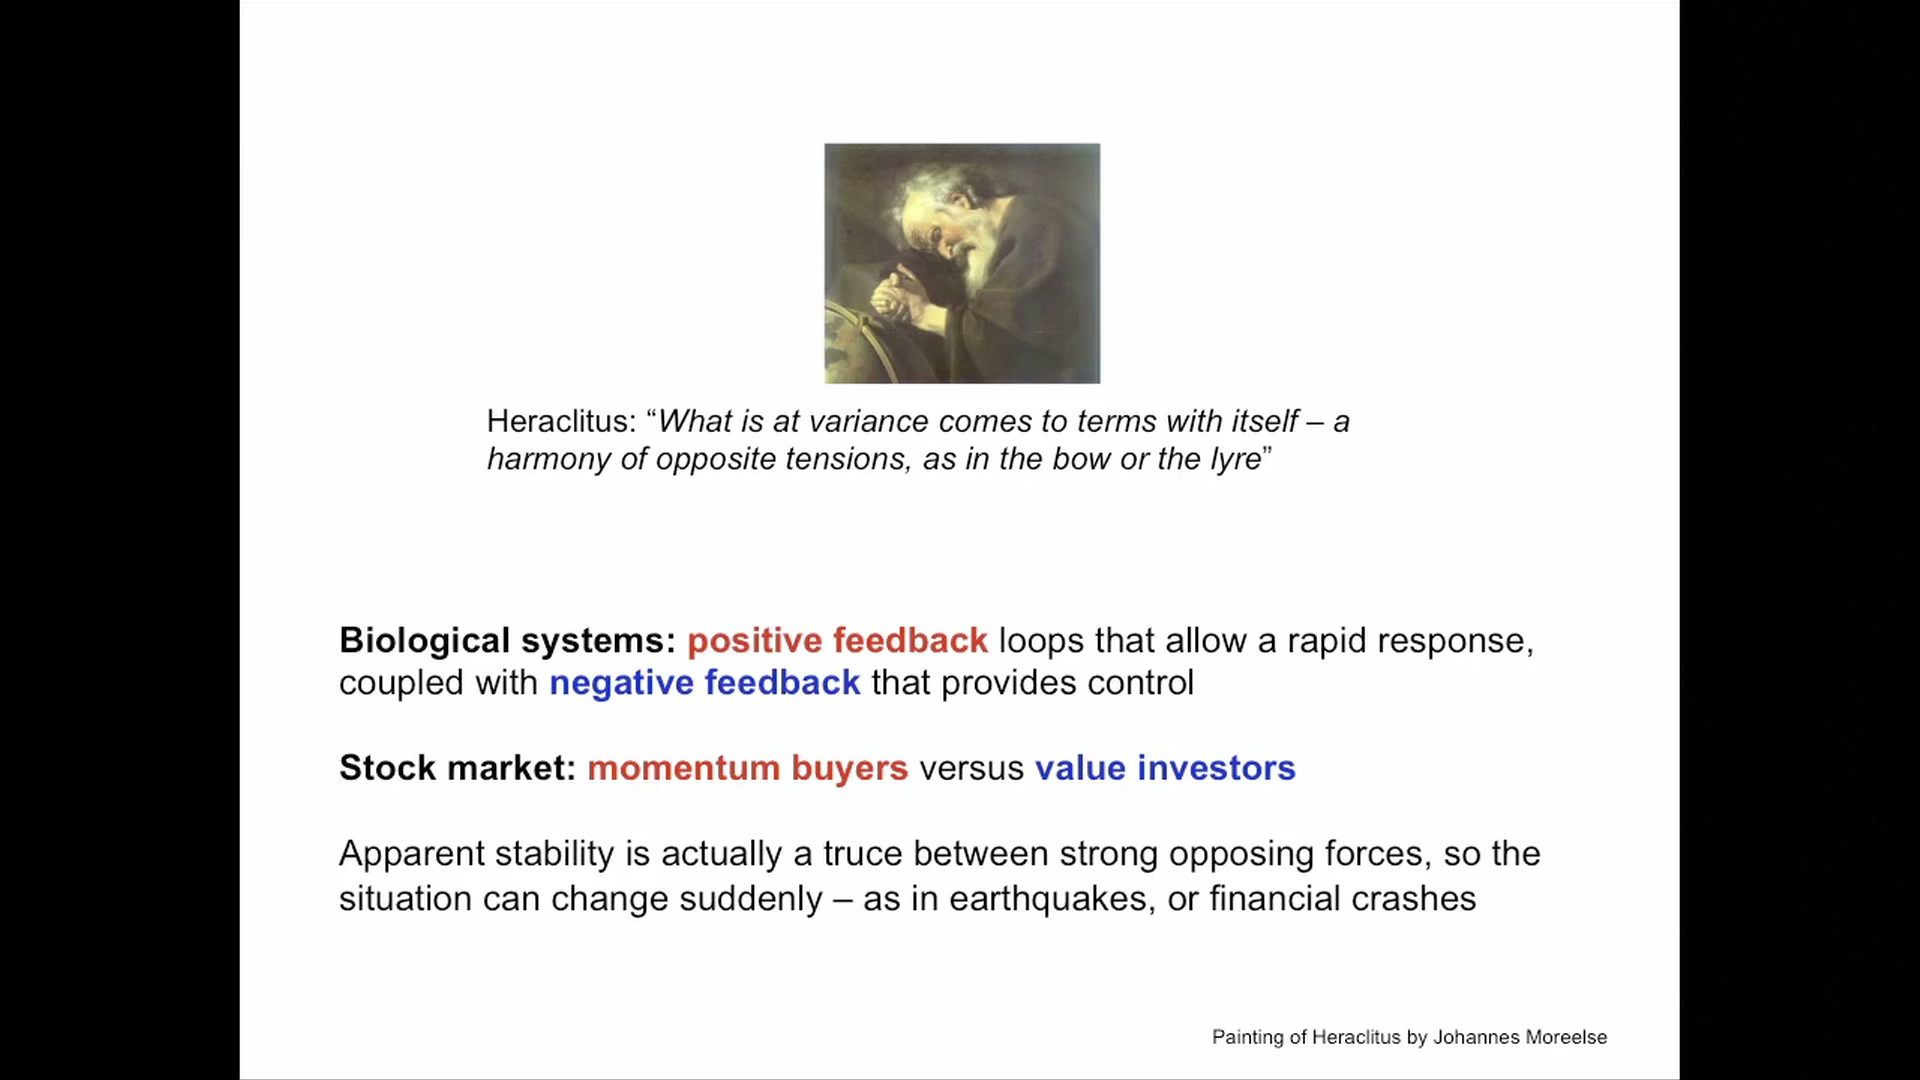 Heraclitus: “What is at variance comes to terms with itself – a
harmony of opposite tensions, as in the bow or the lyre”
Biological systems: positive feedback loops that allow a rapid response,
coupled with negative feedback that provides control
Stock market: momentum buyers versus value investors
Apparent stability is actually a truce between strong opposing forces, so the
situation can change suddenly – as in earthquakes, or financial crashes
Painting of Heraclitus by Johannes Moreelse